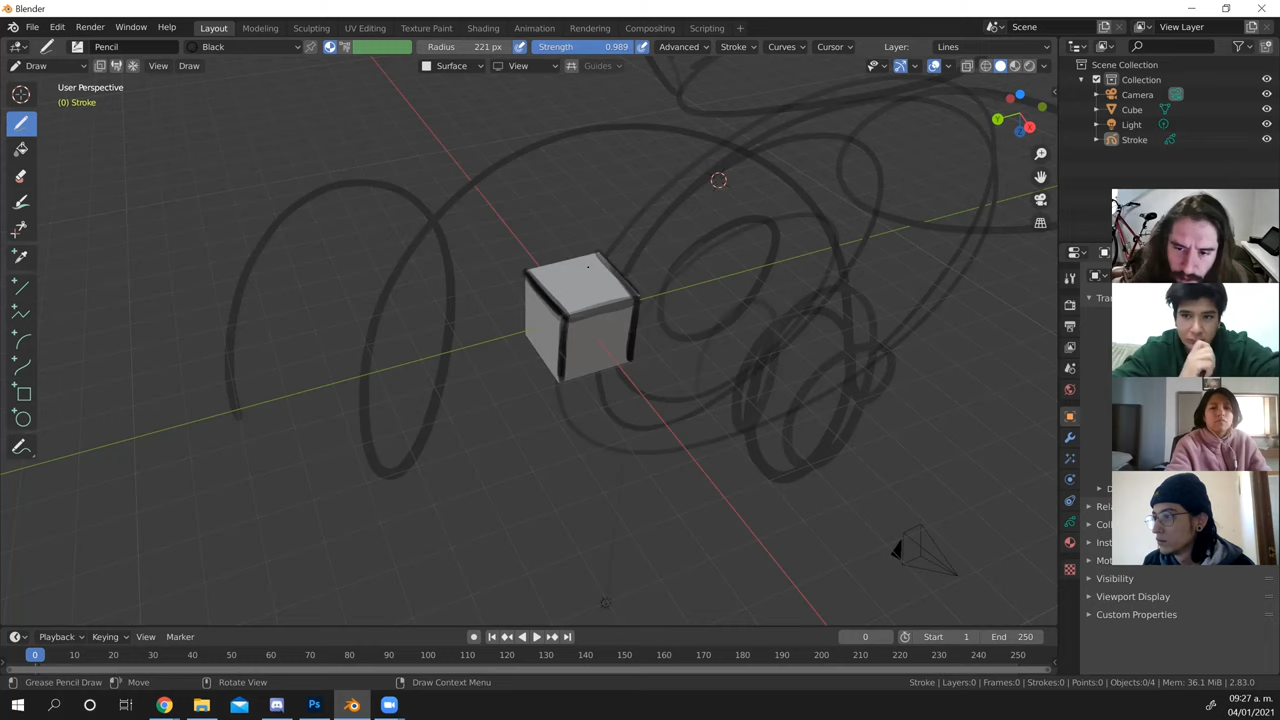 Blender
File Edit Render Window Help Layout Modeling Sculpting UV Editing Texture Paint Shading Animation Rendering Compositing Scripting + Scene View Layer
Pencil Black Radius 221 px Strength 0.989 Advanced Stroke Curves Cursor Layer: Lines
Draw View Draw Surface View Guides
Scene Collection
Collection
Camera
Cube
Light
Stroke
User Perspective
(0) Stroke
Y
X
Z
Visibility
Viewport Display
Custom Properties
Playback Keying View Marker 0 Start 1 End 250
0 10 20 30 40 50 60 70 80 90 100 110 120 130 140 150 160 170 180 190 200 210 220 230 240 250
Grease Pencil Draw Move Rotate View Draw Context Menu Stroke | Layers:0 | Frames:0 | Strokes:0 | Points:0 | Objects:0/4 | Mem: 36.1 MiB | 2.83.0
Ps
09:27 a. m.
04/01/2021